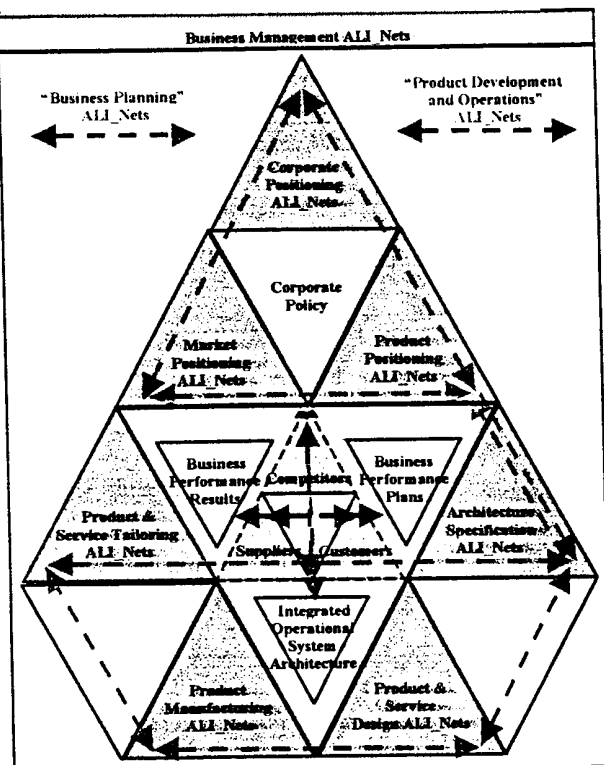 Business Management ALI_Nets
"Business Planning"
ALI_Nets
"Product Development
and Operations"
ALI_Nets
Corporate
Positioning
ALI_Nets
Corporate
Policy
Market
Positioning
ALI_Nets
Product
Positioning
ALI_Nets
Business
Performance
Results
Competitors
Business
Performance
Plans
Product &
Service Tailoring
ALI_Nets
Architecture
Specification
ALI_Nets
Suppliers
Customers
Integrated
Operational
System
Architecture
Product
Manufacturing
ALI_Nets
Product &
Service
Design ALI_Nets